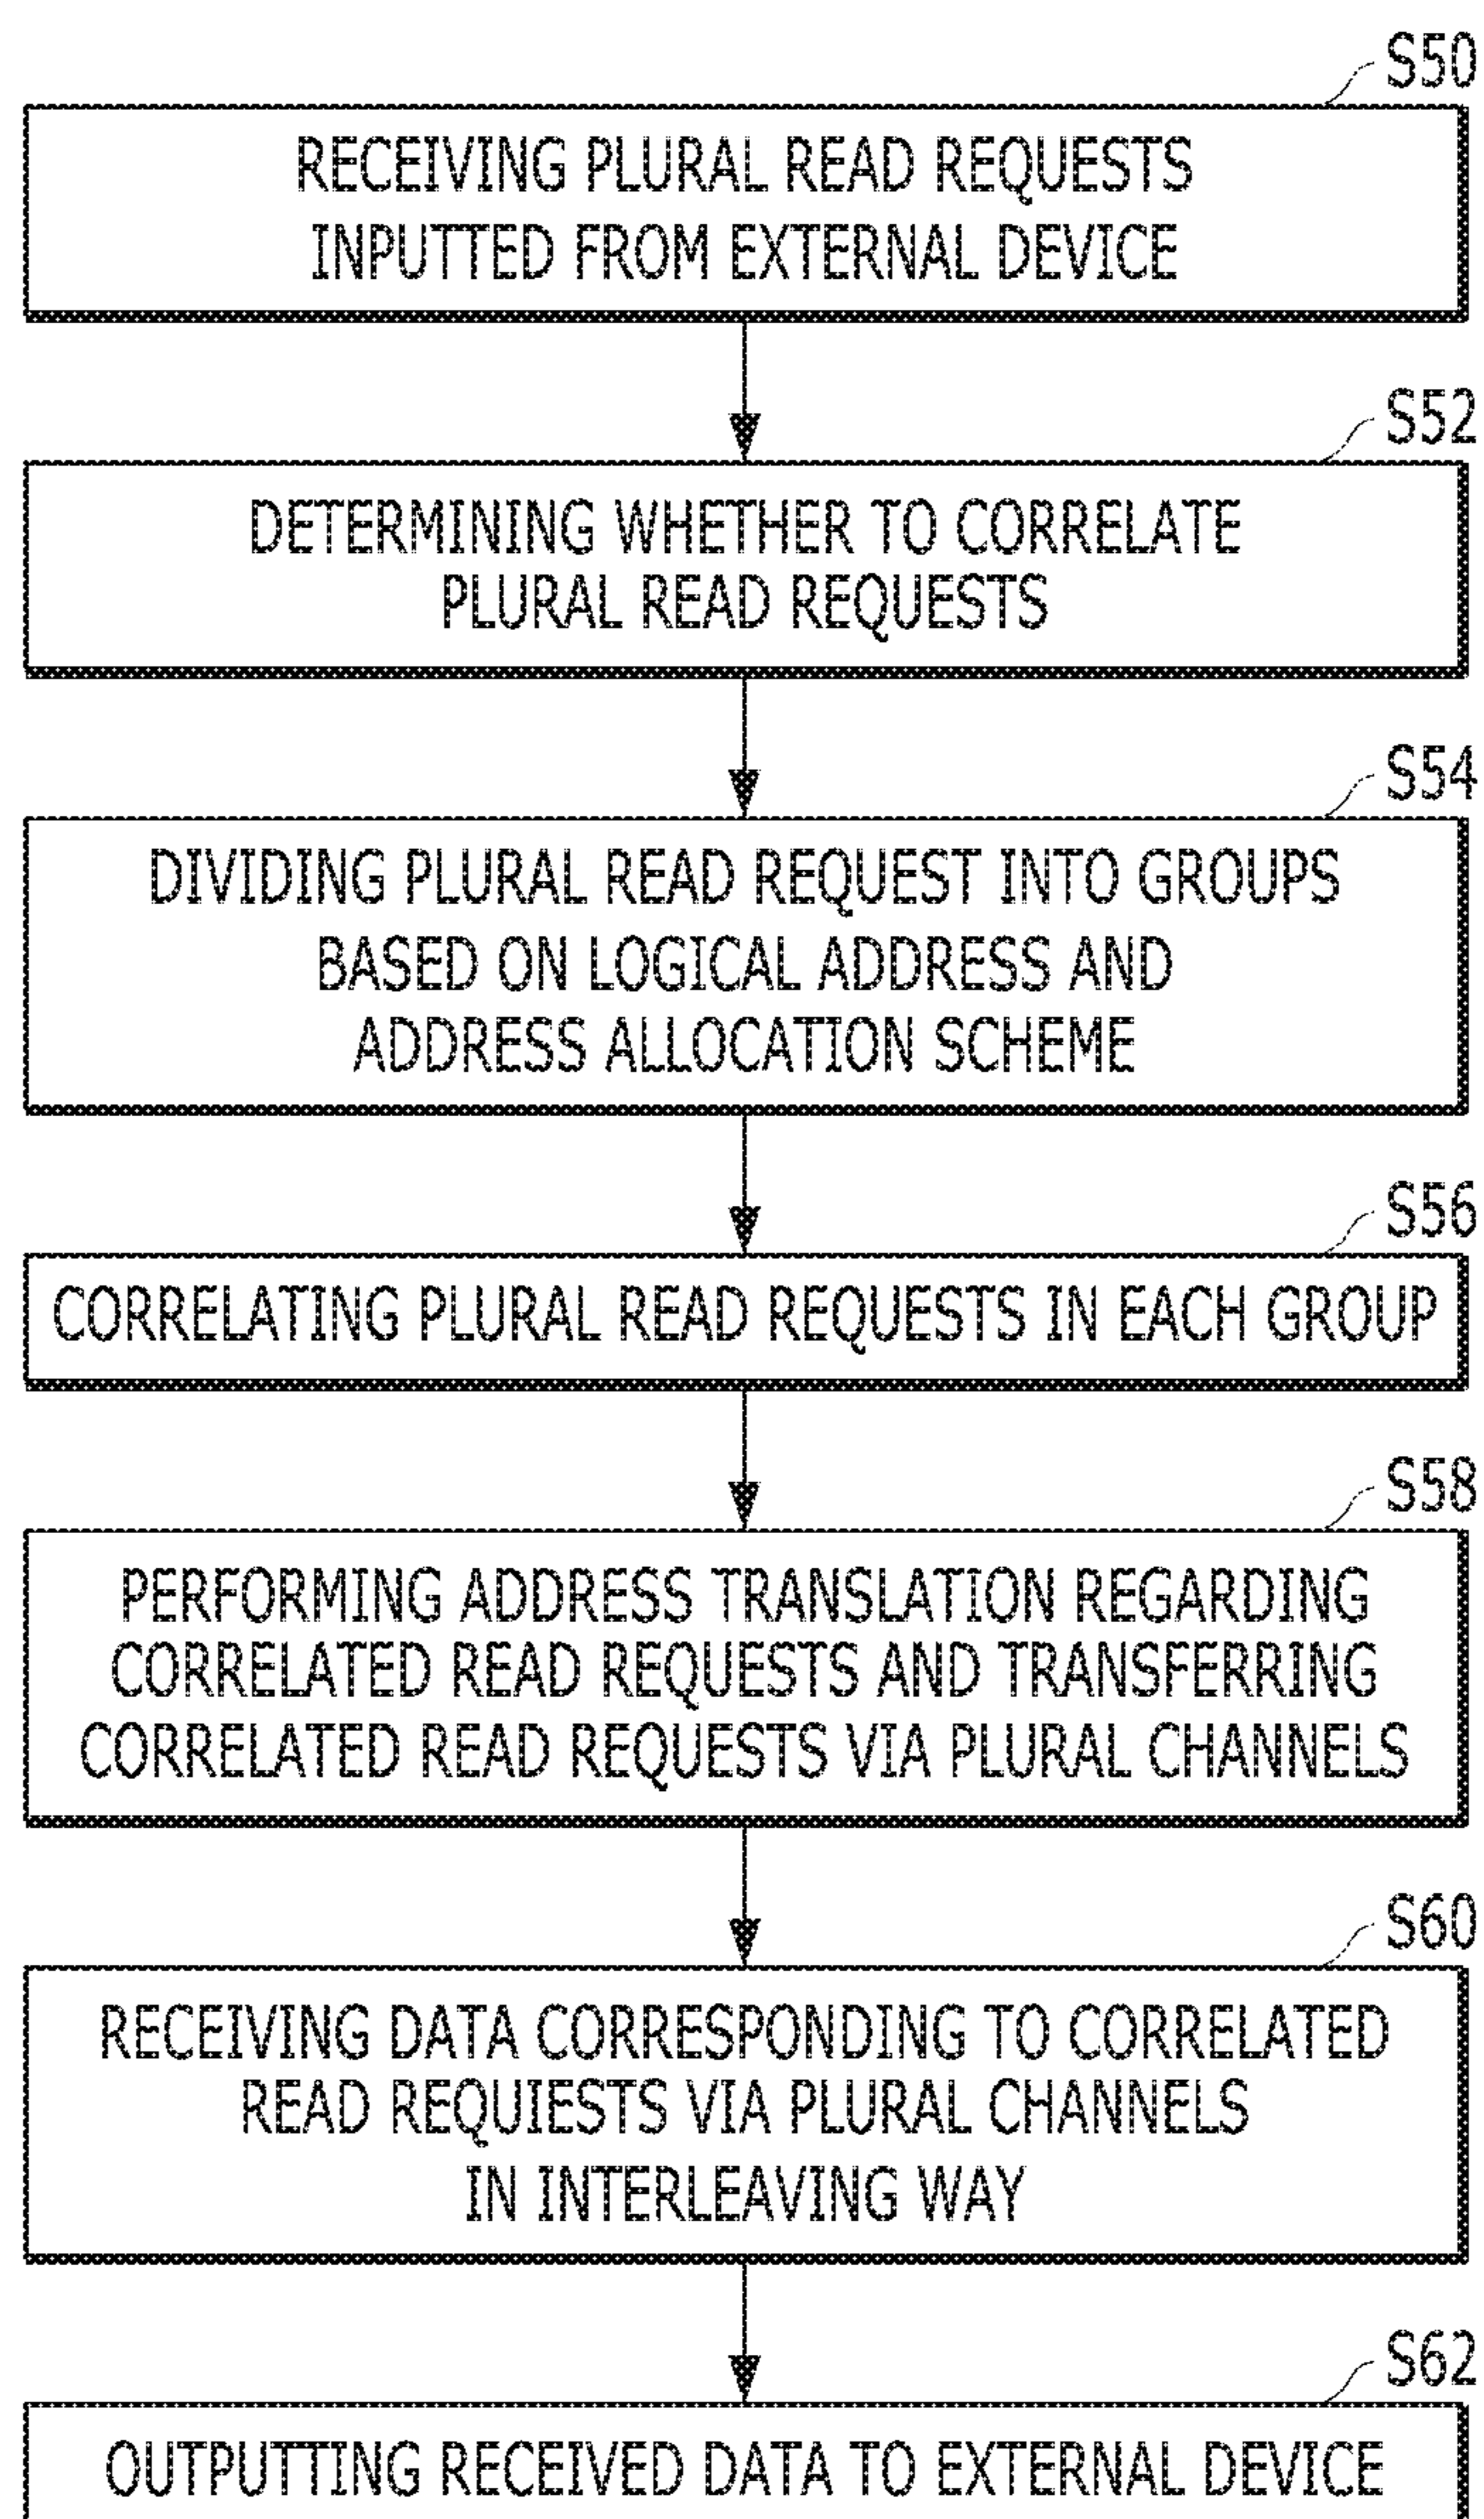 S50
RECEIVING PLURAL READ REQUESTS
INPUTTED FROM EXTERNAL DEVICE
S52
DETERMINING WHETHER TO CORRELATE
PLURAL READ REQUESTS
S54
DIVIDING PLURAL READ REQUEST INTO GROUPS
BASED ON LOGICAL ADDRESS AND
ADDRESS ALLOCATION SCHEME
S56
CORRELATING PLURAL READ REQUESTS IN EACH GROUP
S58
PERFORMING ADDRESS TRANSLATION REGARDING
CORRELATED READ REQUESTS AND TRANSFERRING
CORRELATED READ REQUESTS VIA PLURAL CHANNELS
S60
RECEIVING DATA CORRESPONDING TO CORRELATED
READ REQUIESTS VIA PLURAL CHANNELS
IN INTERLEAVING WAY
S62
OUTPUTTING RECEIVED DATA TO EXTERNAL DEVICE